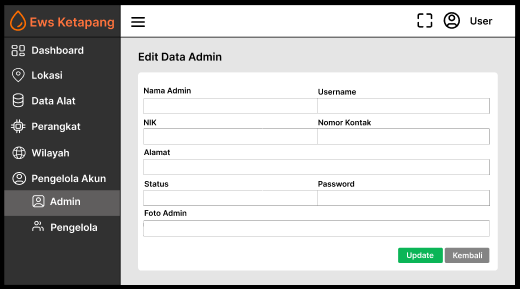 Ews Ketapang
User
Dashboard
Lokasi
Data Alat
Perangkat
Wilayah
Pengelola Akun
Admin
Pengelola
Edit Data Admin
Nama Admin
Username
NIK
Nomor Kontak
Alamat
Status
Password
Foto Admin
Update
Kembali